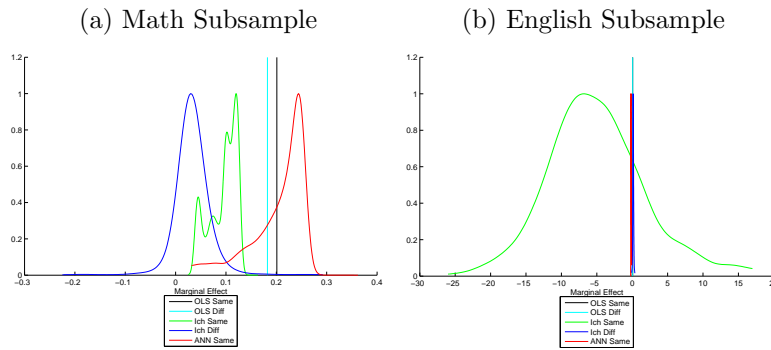 (a) Math Subsample
1.2
1
0.8
0.6
0.4
0.2
0
−0.3
−0.2
−0.1
0
0.1
0.2
0.3
0.4
Marginal Effect
OLS Same
OLS Diff
Ich Same
Ich Diff
ANN Same
(b) English Subsample
1.2
1
0.8
0.6
0.4
0.2
0
−30
−25
−20
−15
−10
−5
0
5
10
15
20
Marginal Effect
OLS Same
OLS Diff
Ich Same
Ich Diff
ANN Same